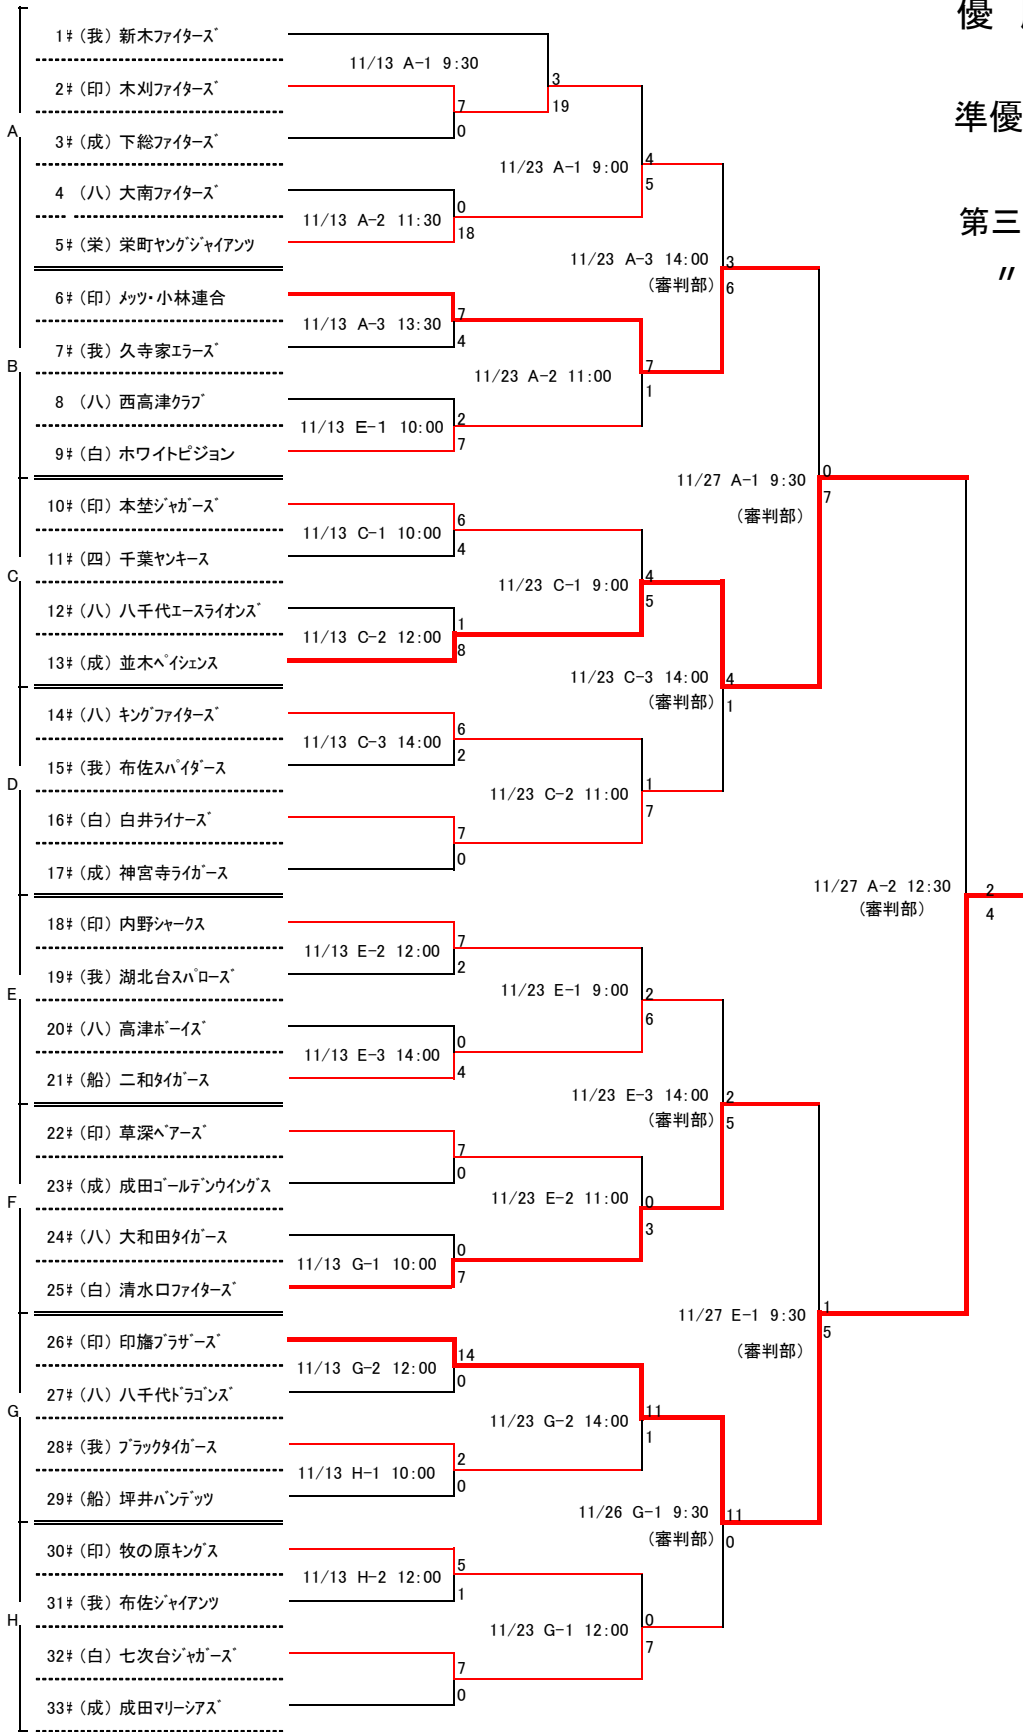 優
準優
第三
〃
A
1 (我) 新木ファイターズ
11/13 A-1 9:30
3
19
2 (印) 木刈ファイターズ
7
0
3 (成) 下総ファイターズ
11/23 A-1 9:00
4
5
4 (八) 大南ファイターズ
11/13 A-2 11:30
0
18
5 (栄) 栄町ヤングジャイアンツ
11/23 A-3 14:00
(審判部)
3
6
B
6 (印) メッツ・小林連合
11/13 A-3 13:30
7
4
7 (我) 久寺家エラーズ
11/23 A-2 11:00
7
1
8 (八) 西高津クラブ
11/13 E-1 10:00
2
7
9 (白) ホワイトピジョン
11/27 A-1 9:30
(審判部)
0
7
C
10 (印) 本埜ジャガーズ
11/13 C-1 10:00
6
4
11 (四) 千葉ヤンキース
11/23 C-1 9:00
4
5
12 (八) 八千代エースライオンズ
11/13 C-2 12:00
1
8
13 (成) 並木ペイシェンス
11/23 C-3 14:00
(審判部)
4
1
D
14 (八) キングファイターズ
11/13 C-3 14:00
6
2
15 (我) 布佐スパイダース
11/23 C-2 11:00
1
7
16 (白) 白井ライナーズ
7
0
17 (成) 神宮寺ライガース
11/27 A-2 12:30
(審判部)
2
4
E
18 (印) 内野シャークス
11/13 E-2 12:00
7
2
19 (我) 湖北台スパローズ
11/23 E-1 9:00
2
6
20 (八) 高津ボーイズ
11/13 E-3 14:00
0
4
21 (船) 二和タイガース
11/23 E-3 14:00
(審判部)
2
5
F
22 (印) 草深ベアーズ
7
0
23 (成) 成田ゴールデンウイングス
11/23 E-2 11:00
0
3
24 (八) 大和田タイガース
11/13 G-1 10:00
0
7
25 (白) 清水口ファイターズ
11/27 E-1 9:30
(審判部)
1
5
G
26 (印) 印旛ブラザーズ
11/13 G-2 12:00
14
0
27 (八) 八千代ドラゴンズ
11/23 G-2 14:00
11
1
28 (我) ブラックタイガース
11/13 H-1 10:00
2
0
29 (船) 坪井バンデッツ
11/26 G-1 9:30
(審判部)
11
0
H
30 (印) 牧の原キングス
11/13 H-2 12:00
5
1
31 (我) 布佐ジャイアンツ
11/23 G-1 12:00
0
7
32 (白) 七次台ジャガーズ
7
0
33 (成) 成田マリーシアズ